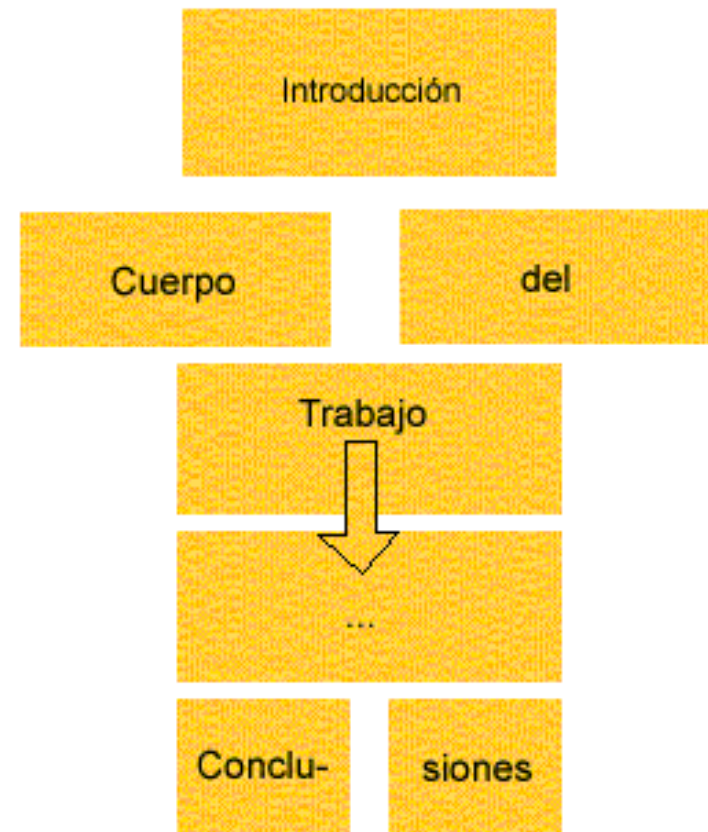 Introducción
Cuerpo del
Trabajo
...
Conclu- siones